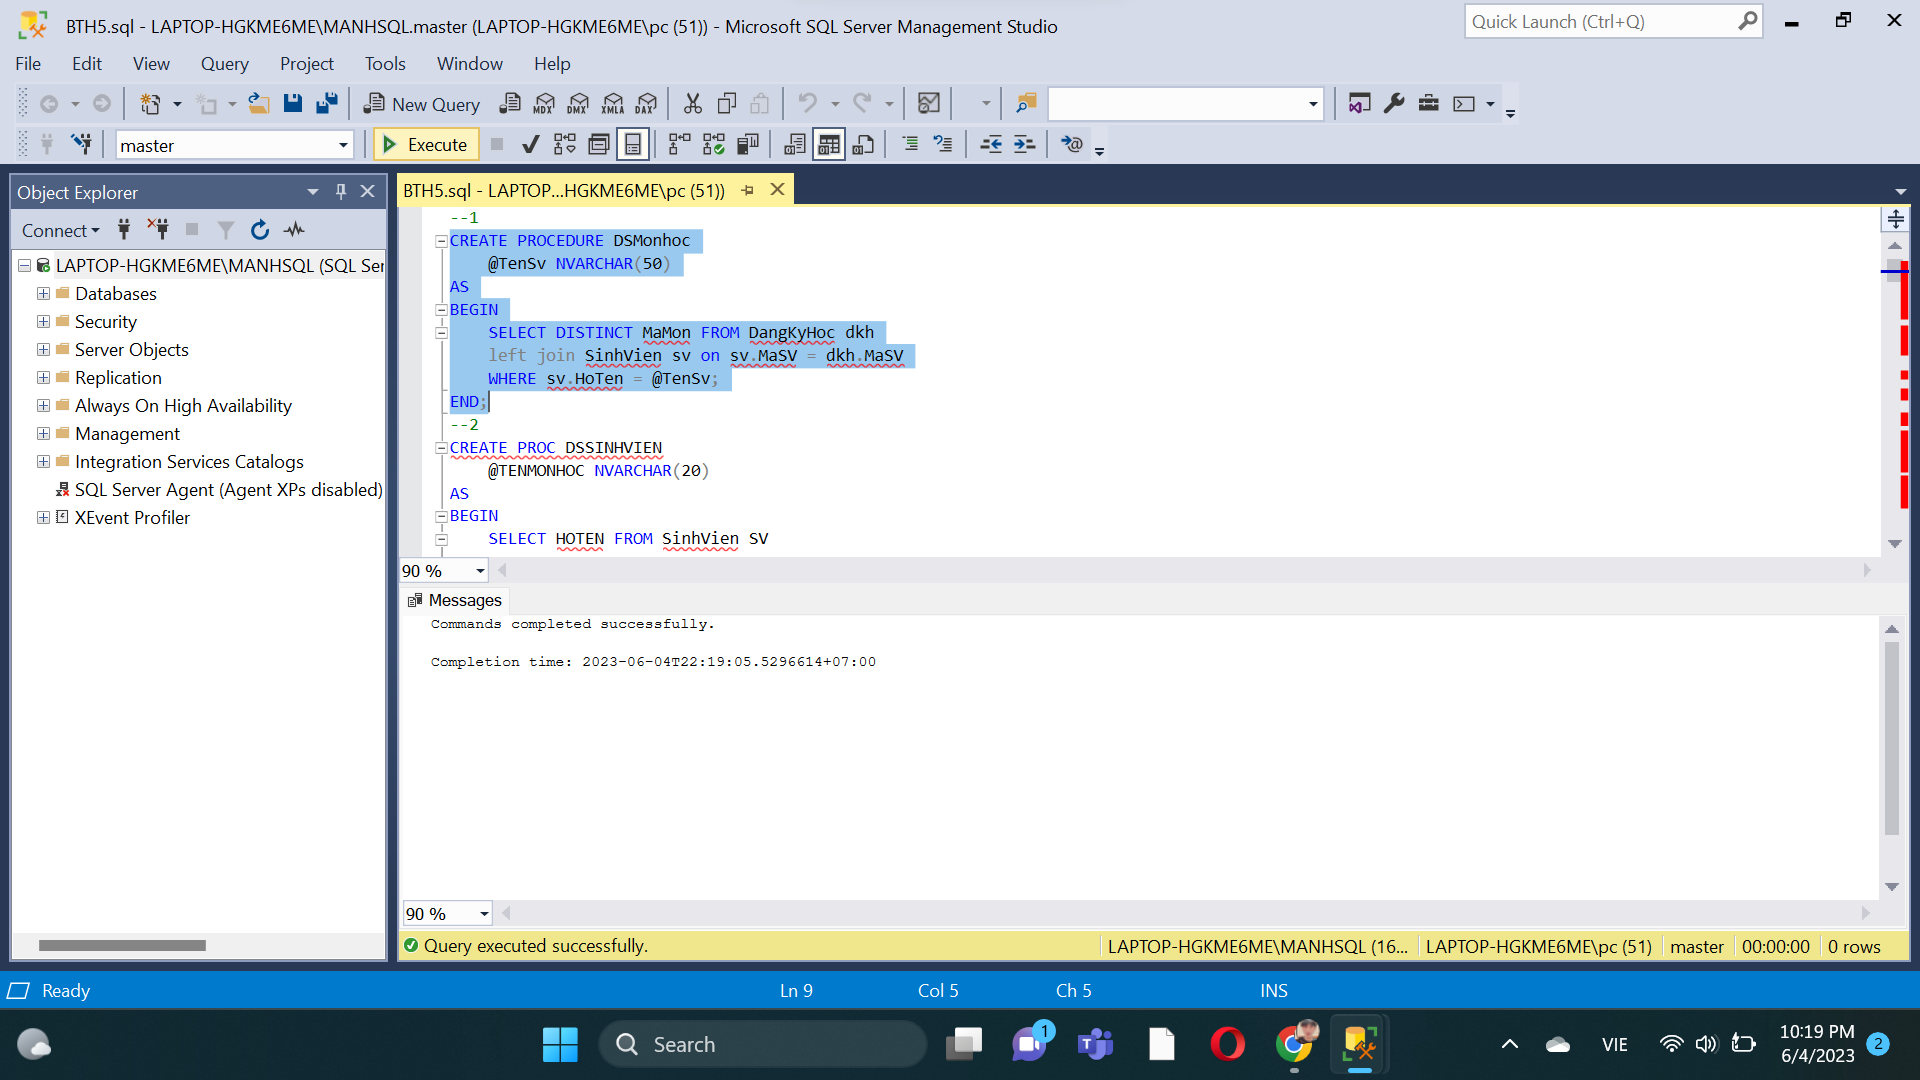 BTH5.sql - LAPTOP-HGKME6ME\MANHSQL.master (LAPTOP-HGKME6ME\pc (51)) - Microsoft SQL Server Management Studio
Quick Launch (Ctrl+Q)
File Edit View Query Project Tools Window Help
New Query MDX DMX XMLA DAX
master Execute
Object Explorer
Connect
LAPTOP-HGKME6ME\MANHSQL (SQL Ser
Databases
Security
Server Objects
Replication
Always On High Availability
Management
Integration Services Catalogs
SQL Server Agent (Agent XPs disabled)
XEvent Profiler
BTH5.sql - LAPTOP...HGKME6ME\pc (51))
--1
CREATE PROCEDURE DSMonhoc
@TenSv NVARCHAR(50)
AS
BEGIN
SELECT DISTINCT MaMon FROM DangKyHoc dkh
left join SinhVien sv on sv.MaSV = dkh.MaSV
WHERE sv.HoTen = @TenSv;
END;
--2
CREATE PROC DSSINHVIEN
@TENMONHOC NVARCHAR(20)
AS
BEGIN
SELECT HOTEN FROM SinhVien SV
90 %
Messages
Commands completed successfully.
Completion time: 2023-06-04T22:19:05.5296614+07:00
90 %
Query executed successfully. LAPTOP-HGKME6ME\MANHSQL (16... LAPTOP-HGKME6ME\pc (51) master 00:00:00 0 rows
Ready Ln 9 Col 5 Ch 5 INS
Search 1 VIE 10:19 PM 2
6/4/2023